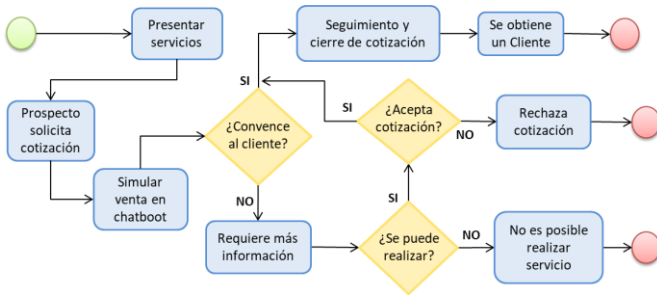 Presentar
servicios
Seguimiento y
cierre de cotización
Se obtiene
un Cliente
SI
Prospecto
solicita
cotización
¿Convence
al cliente?
SI
¿Acepta
cotización?
NO
Rechaza
cotización
Simular
venta en
chatboot
NO
SI
Requiere más
información
¿Se puede
realizar?
NO
No es posible
realizar
servicio